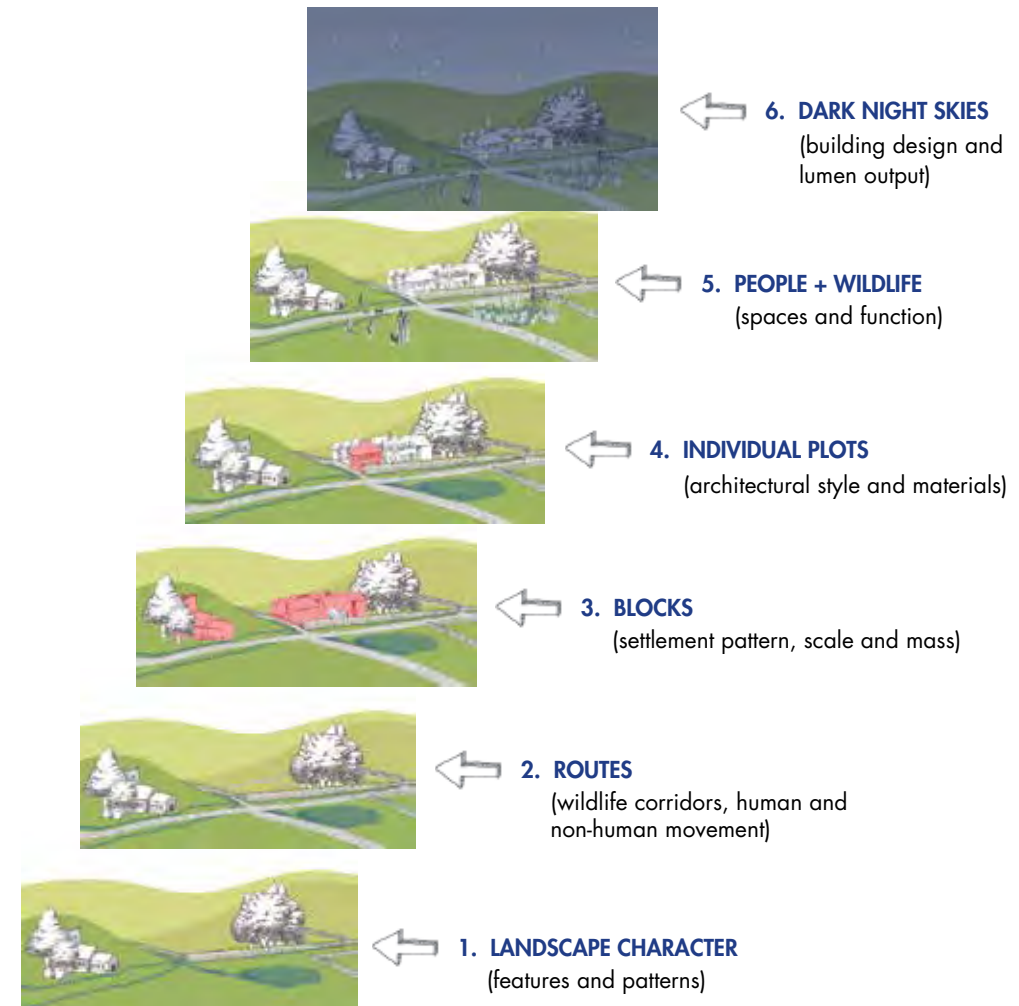 6. DARK NIGHT SKIES
(building design and
lumen output)
5. PEOPLE + WILDLIFE
(spaces and function)
4. INDIVIDUAL PLOTS
(architectural style and materials)
3. BLOCKS
(settlement pattern, scale and mass)
2. ROUTES
(wildlife corridors, human and
non-human movement)
1. LANDSCAPE CHARACTER
(features and patterns)